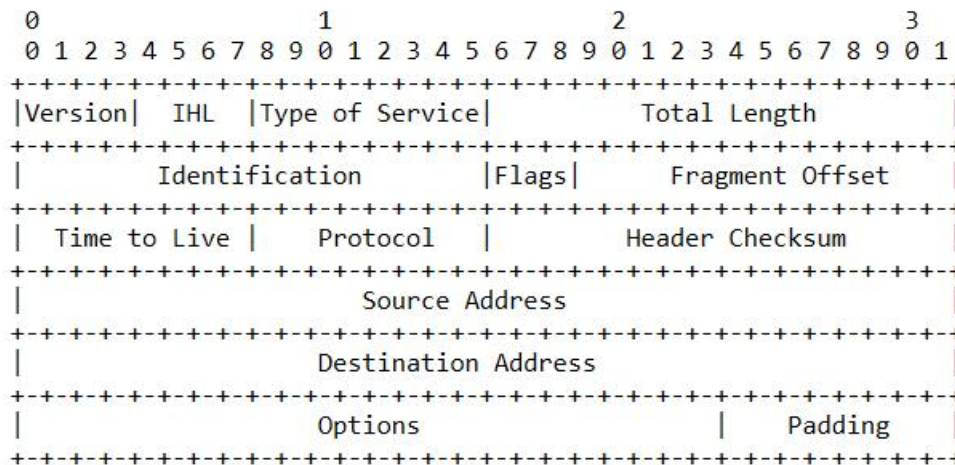 0                   1                   2                   3
0 1 2 3 4 5 6 7 8 9 0 1 2 3 4 5 6 7 8 9 0 1 2 3 4 5 6 7 8 9 0 1
+-+-+-+-+-+-+-+-+-+-+-+-+-+-+-+-+-+-+-+-+-+-+-+-+-+-+-+-+-+-+-+-+
|Version|  IHL  |Type of Service|          Total Length         |
+-+-+-+-+-+-+-+-+-+-+-+-+-+-+-+-+-+-+-+-+-+-+-+-+-+-+-+-+-+-+-+-+
|         Identification        |Flags|      Fragment Offset    |
+-+-+-+-+-+-+-+-+-+-+-+-+-+-+-+-+-+-+-+-+-+-+-+-+-+-+-+-+-+-+-+-+
|  Time to Live |    Protocol   |         Header Checksum       |
+-+-+-+-+-+-+-+-+-+-+-+-+-+-+-+-+-+-+-+-+-+-+-+-+-+-+-+-+-+-+-+-+
|                       Source Address                          |
+-+-+-+-+-+-+-+-+-+-+-+-+-+-+-+-+-+-+-+-+-+-+-+-+-+-+-+-+-+-+-+-+
|                    Destination Address                        |
+-+-+-+-+-+-+-+-+-+-+-+-+-+-+-+-+-+-+-+-+-+-+-+-+-+-+-+-+-+-+-+-+
|                    Options                    |    Padding    |
+-+-+-+-+-+-+-+-+-+-+-+-+-+-+-+-+-+-+-+-+-+-+-+-+-+-+-+-+-+-+-+-+